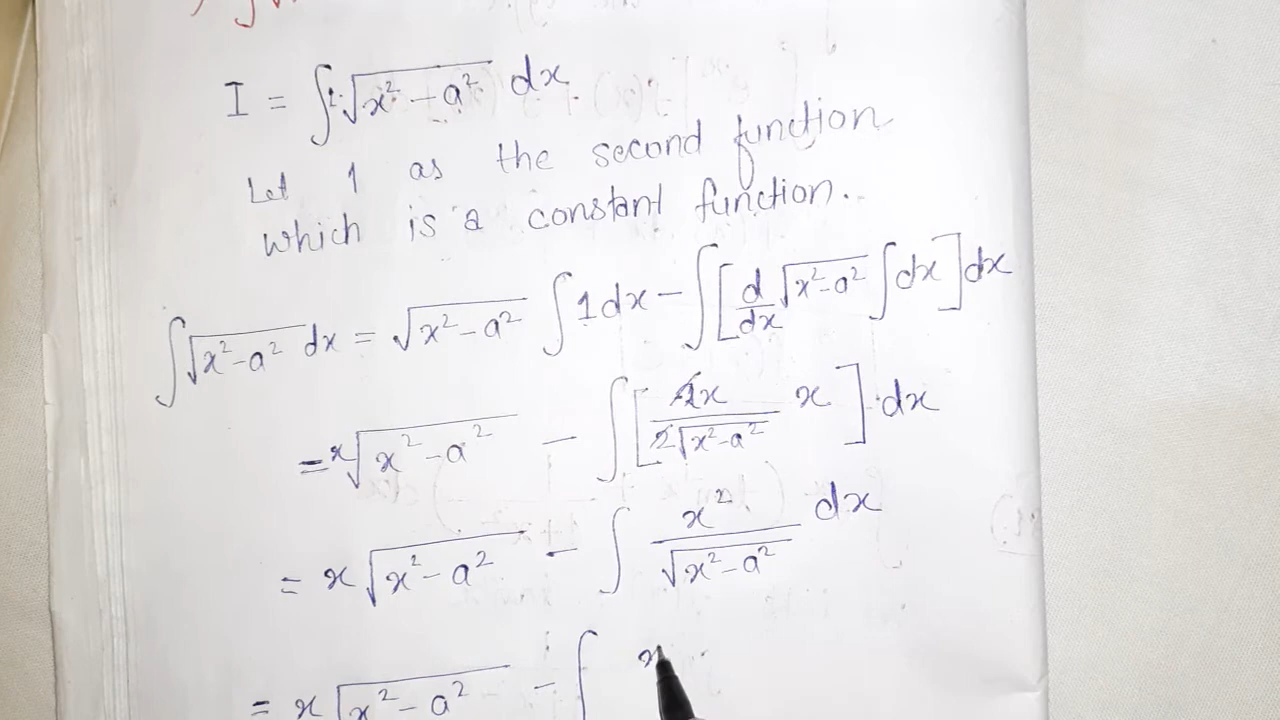 I = ∫1·√(x² - a²) dx.
Let 1 as the second function
which is a constant function.
∫√(x² - a²) dx = √(x² - a²) ∫1dx - ∫[d/dx √(x² - a²) ∫dx]dx
= x√(x² - a²) - ∫[2x/(2√(x² - a²)) x]·dx
= x√(x² - a²) - ∫ x²/√(x² - a²) dx
= x√(x² - a²) - ∫ x